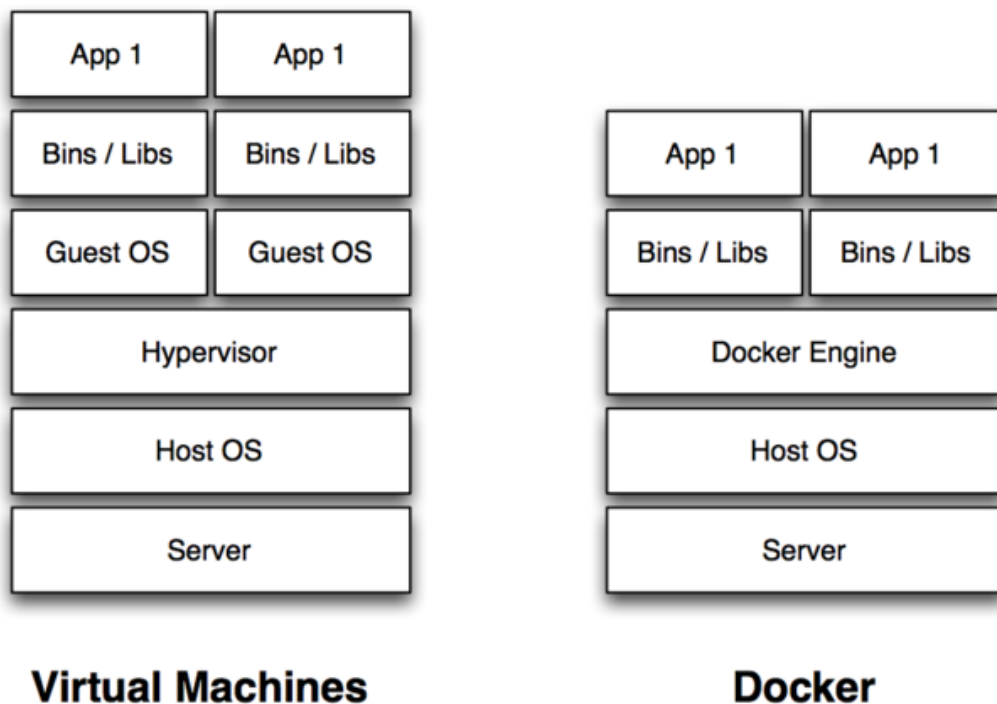 App 1
App 1
Bins / Libs
Bins / Libs
Guest OS
Guest OS
Hypervisor
Host OS
Server
Virtual Machines
App 1
App 1
Bins / Libs
Bins / Libs
Docker Engine
Host OS
Server
Docker